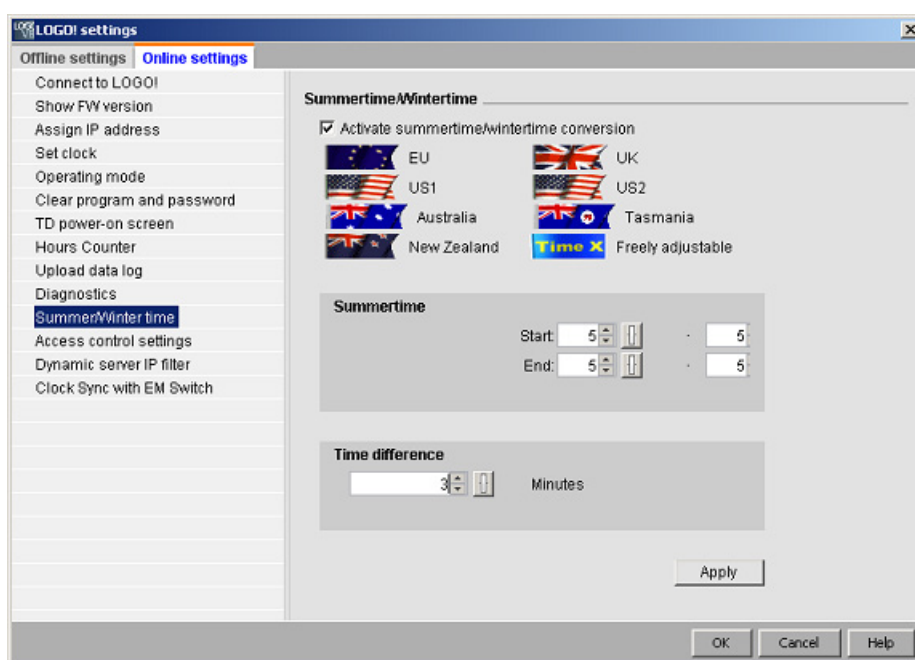 LOGO! settings
Offline settings Online settings
Connect to LOGO!
Show FW version
Assign IP address
Set clock
Operating mode
Clear program and password
TD power-on screen
Hours Counter
Upload data log
Diagnostics
Summer/Winter time
Access control settings
Dynamic server IP filter
Clock Sync with EM Switch
Summertime/Wintertime
Activate summertime/wintertime conversion
EU UK
US1 US2
Australia Tasmania
New Zealand Time X Freely adjustable
Summertime
Start: 5 . 5
End: 5 . 5
Time difference
3 Minutes
Apply
OK Cancel Help